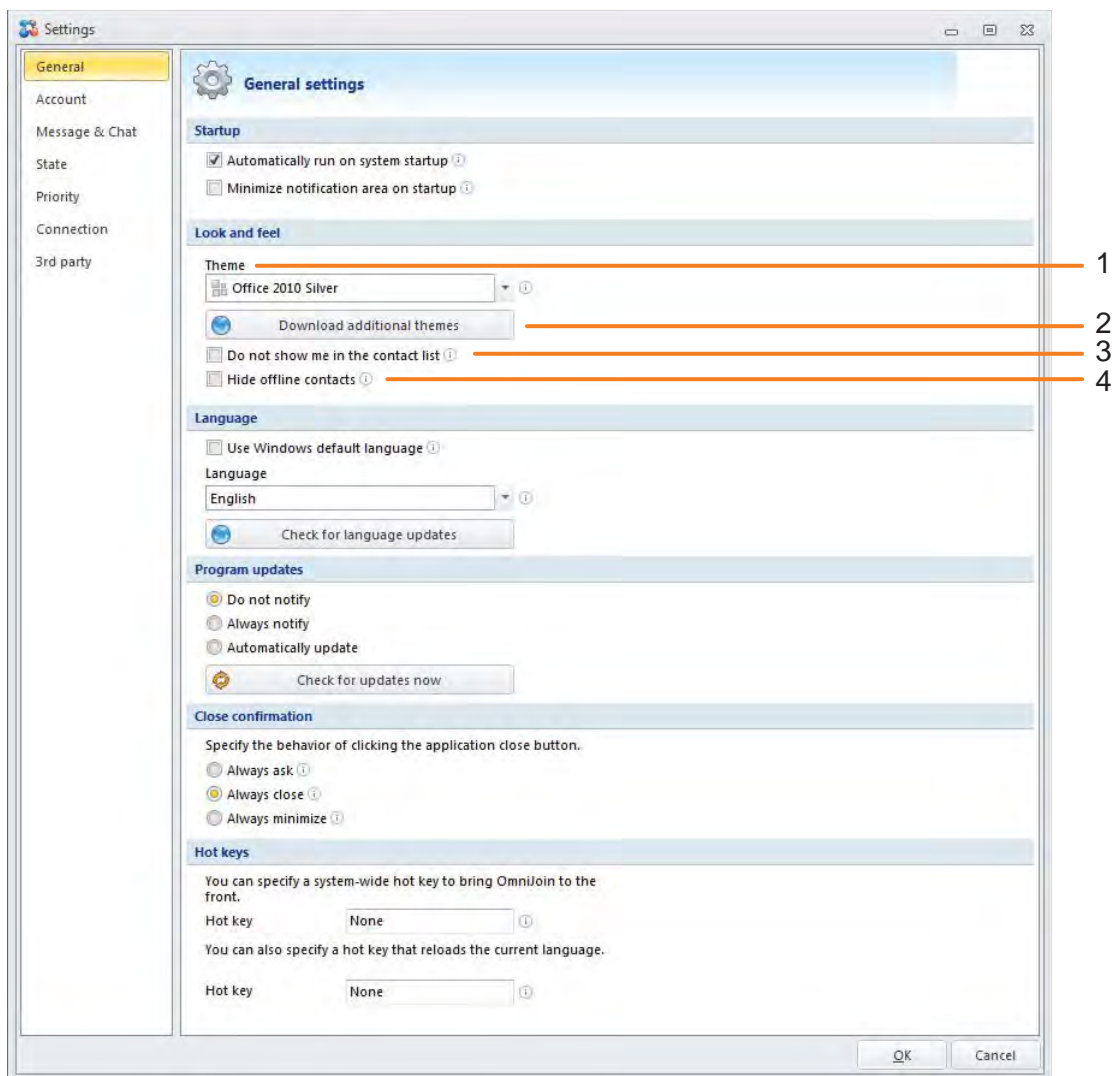 Settings
General
Account
Message & Chat
State
Priority
Connection
3rd party
General settings
Startup
Automatically run on system startup
Minimize notification area on startup
Look and feel
Theme
1
Office 2010 Silver
Download additional themes
2
Do not show me in the contact list
3
Hide offline contacts
4
Language
Use Windows default language
Language
English
Check for language updates
Program updates
Do not notify
Always notify
Automatically update
Check for updates now
Close confirmation
Specify the behavior of clicking the application close button.
Always ask
Always close
Always minimize
Hot keys
You can specify a system-wide hot key to bring OmniJoin to the
front.
Hot key None
You can also specify a hot key that reloads the current language.
Hot key None
OK Cancel